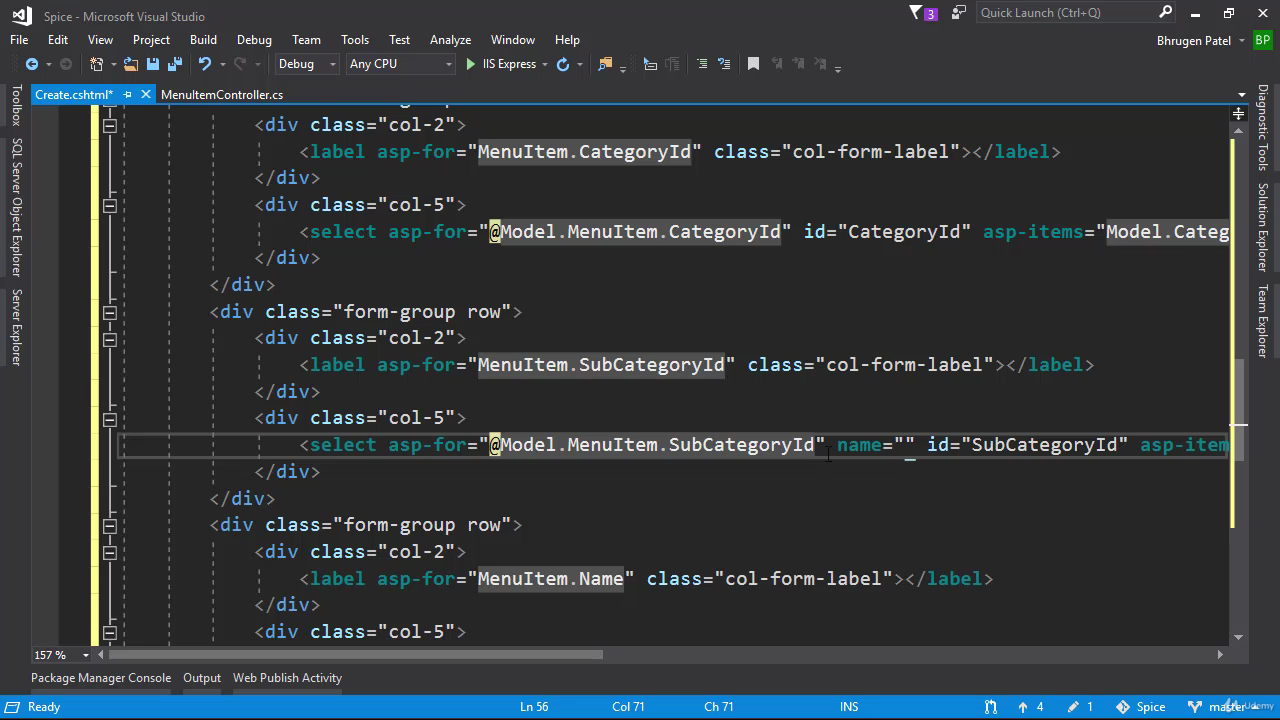 Spice - Microsoft Visual Studio
3
Quick Launch (Ctrl+Q)
File Edit View Project Build Debug Team Tools Test Analyze Window Help
Bhrugen Patel BP
Debug Any CPU IIS Express
Create.cshtml* MenuItemController.cs
Toolbox
SQL Server Object Explorer
Server Explorer
<div class="col-2">
<label asp-for="MenuItem.CategoryId" class="col-form-label"></label>
</div>
<div class="col-5">
<select asp-for="@Model.MenuItem.CategoryId" id="CategoryId" asp-items="Model.Categ
</div>
</div>
<div class="form-group row">
<div class="col-2">
<label asp-for="MenuItem.SubCategoryId" class="col-form-label"></label>
</div>
<div class="col-5">
<select asp-for="@Model.MenuItem.SubCategoryId" name="" id="SubCategoryId" asp-item
</div>
</div>
<div class="form-group row">
<div class="col-2">
<label asp-for="MenuItem.Name" class="col-form-label"></label>
</div>
<div class="col-5">
Diagnostic Tools
Solution Explorer
Team Explorer
157 %
Package Manager Console Output Web Publish Activity
Ready Ln 56 Col 71 Ch 71 INS 4 1 Spice master
Udemy